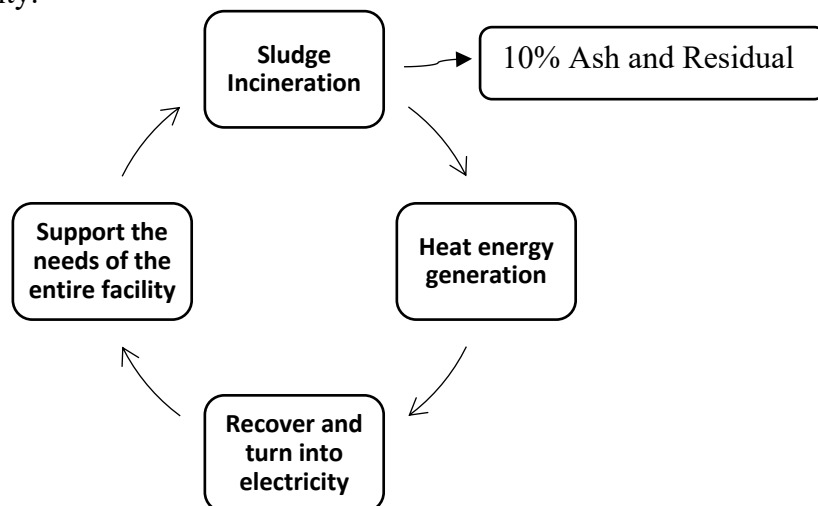 Sludge
Incineration
10% Ash and Residual
Heat energy
generation
Recover and
turn into
electricity
Support the
needs of the
entire facility